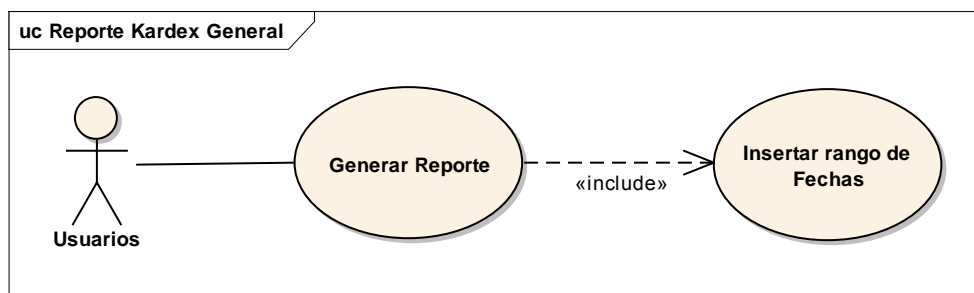 uc Reporte Kardex General
Usuarios
Generar Reporte
«include»
Insertar rango de
Fechas